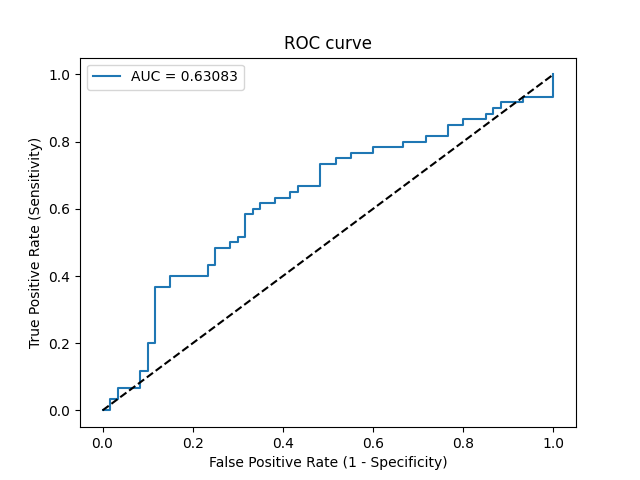 ROC curve
AUC = 0.63083
True Positive Rate (Sensitivity)
1.0
0.8
0.6
0.4
0.2
0.0
0.0 0.2 0.4 0.6 0.8 1.0
False Positive Rate (1 - Specificity)